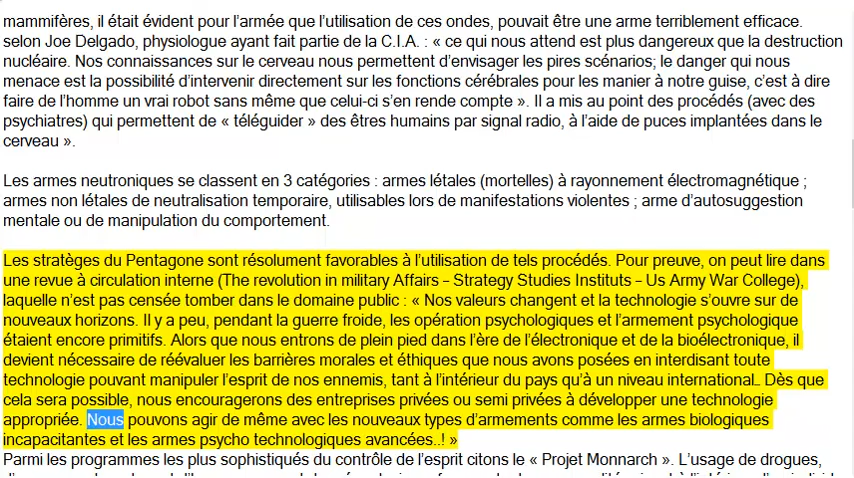 mammifères, il était évident pour l’armée que l’utilisation de ces ondes, pouvait être une arme terriblement efficace.
selon Joe Delgado, physiologue ayant fait partie de la C.I.A. : « ce qui nous attend est plus dangereux que la destruction
nucléaire. Nos connaissances sur le cerveau nous permettent d’envisager les pires scénarios; le danger qui nous
menace est la possibilité d’intervenir directement sur les fonctions cérébrales pour les manier à notre guise, c’est à dire
faire de l’homme un vrai robot sans même que celui-ci s’en rende compte ». Il a mis au point des procédés (avec des
psychiatres) qui permettent de « téléguider » des êtres humains par signal radio, à l’aide de puces implantées dans le
cerveau ».
Les armes neutroniques se classent en 3 catégories : armes létales (mortelles) à rayonnement électromagnétique ;
armes non létales de neutralisation temporaire, utilisables lors de manifestations violentes ; arme d’autosuggestion
mentale ou de manipulation du comportement.
Les stratèges du Pentagone sont résolument favorables à l’utilisation de tels procédés. Pour preuve, on peut lire dans
une revue à circulation interne (The revolution in military Affairs – Strategy Studies Instituts – Us Army War College),
laquelle n’est pas censée tomber dans le domaine public : « Nos valeurs changent et la technologie s’ouvre sur de
nouveaux horizons. Il y a peu, pendant la guerre froide, les opération psychologiques et l’armement psychologique
étaient encore primitifs. Alors que nous entrons de plein pied dans l’ère de l’électronique et de la bioélectronique, il
devient nécessaire de réévaluer les barrières morales et éthiques que nous avons posées en interdisant toute
technologie pouvant manipuler l’esprit de nos ennemis, tant à l’intérieur du pays qu’à un niveau international… Dès que
cela sera possible, nous encouragerons des entreprises privées ou semi privées à développer une technologie
appropriée. Nous pouvons agir de même avec les nouveaux types d’armements comme les armes biologiques
incapacitantes et les armes psycho technologiques avancées..! »
Parmi les programmes les plus sophistiqués du contrôle de l’esprit citons le « Projet Monnarch ». L’usage de drogues,